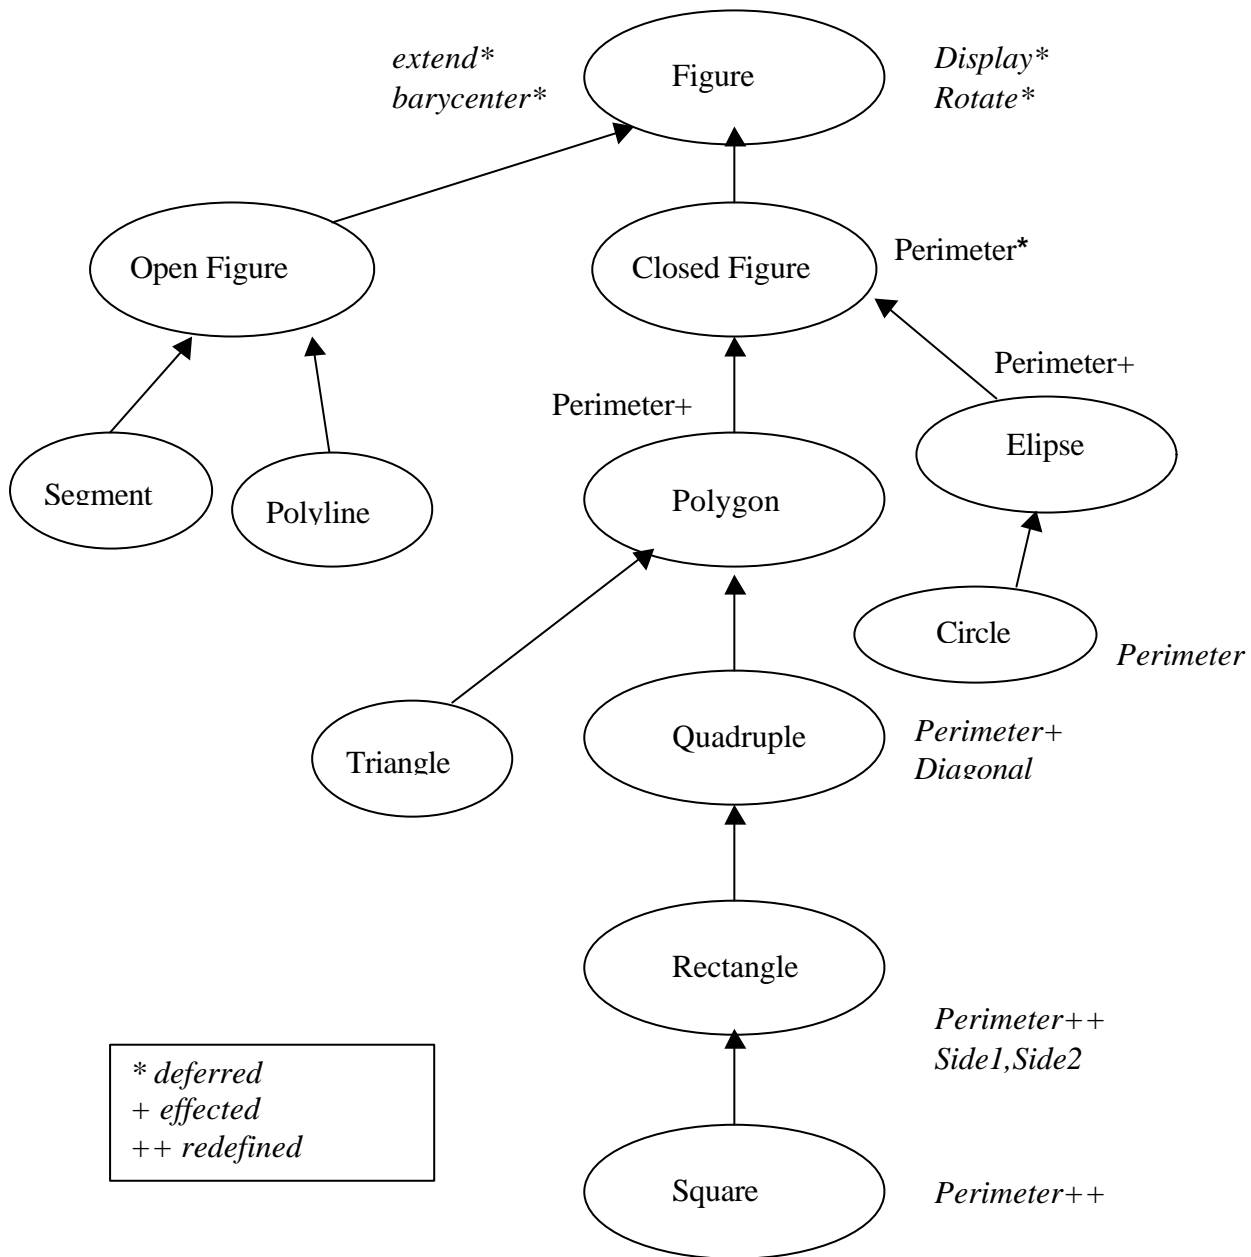 extend*
barycenter*
Figure
Display*
Rotate*
Open Figure
Closed Figure
Perimeter*
Perimeter+
Perimeter+
Elipse
Segment
Polyline
Polygon
Circle
Perimeter
Triangle
Quadruple
Perimeter+
Diagonal
Rectangle
Perimeter++
Side1,Side2
* deferred
+ effected
++ redefined
Square
Perimeter++